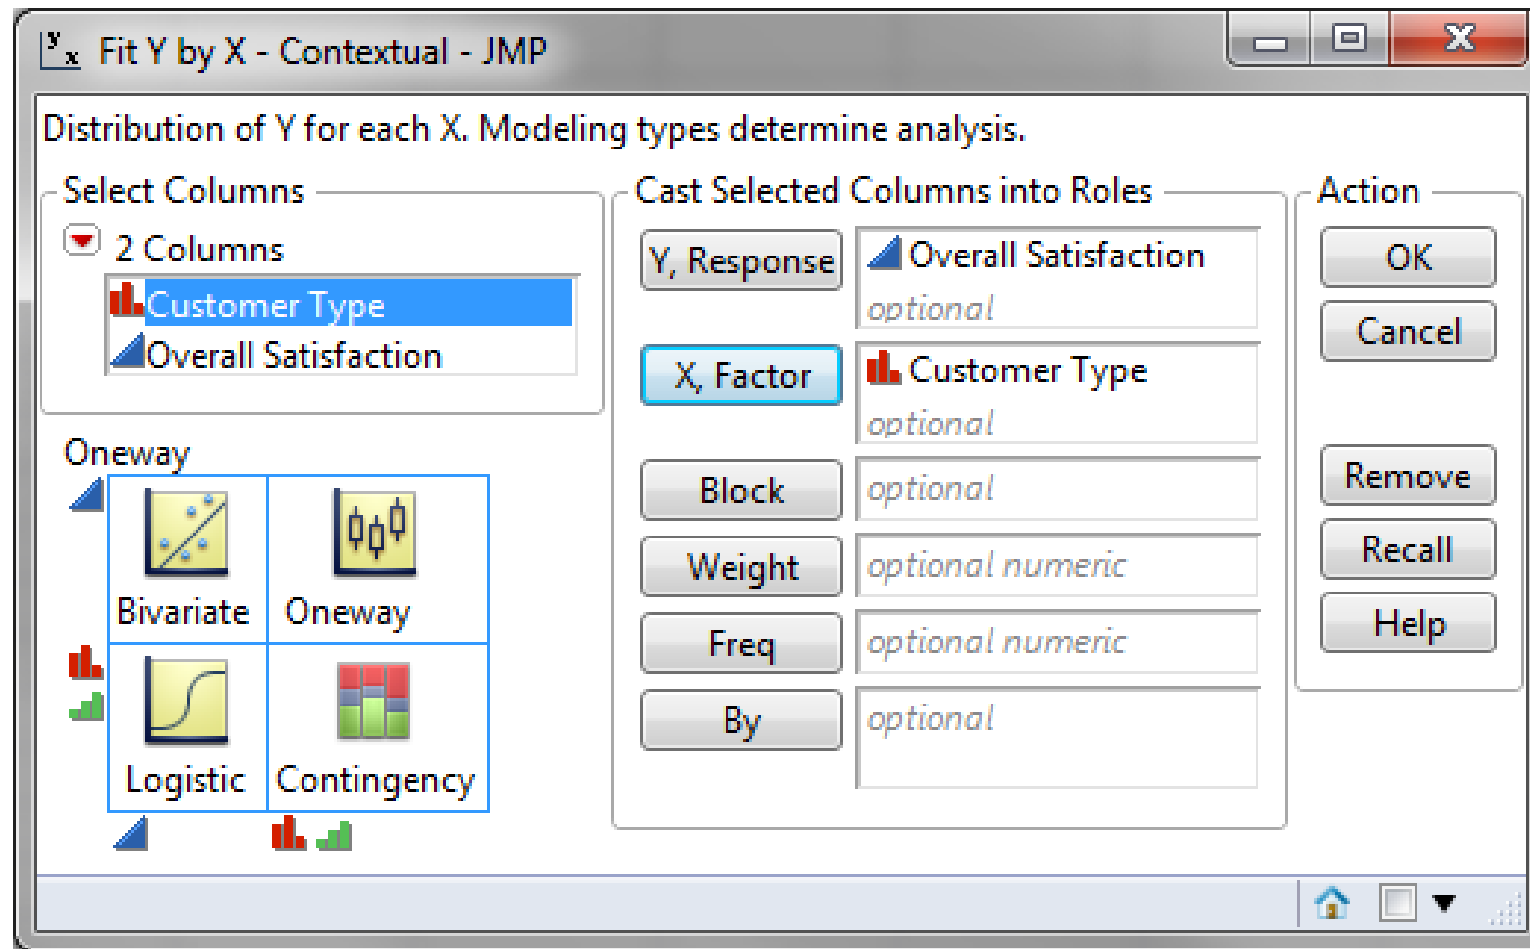 Fit Y by X - Contextual - JMP
Distribution of Y for each X. Modeling types determine analysis.
Select Columns
2 Columns
Customer Type
Overall Satisfaction
Oneway
Bivariate
Oneway
Logistic
Contingency
Cast Selected Columns into Roles
Y, Response
Overall Satisfaction
optional
X, Factor
Customer Type
optional
Block
optional
Weight
optional numeric
Freq
optional numeric
By
optional
Action
OK
Cancel
Remove
Recall
Help